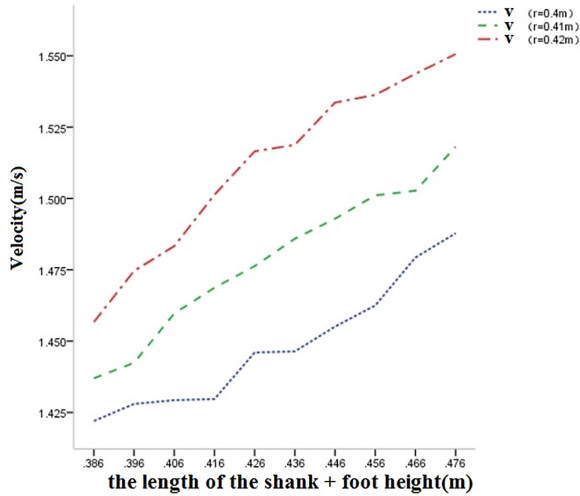 V （r=0.4m）
V （r=0.41m）
V （r=0.42m）
1.550
1.525
1.500
1.475
1.450
1.425
Velocity(m/s)
.386 .396 .406 .416 .426 .436 .446 .456 .466 .476
the length of the shank + foot height(m)